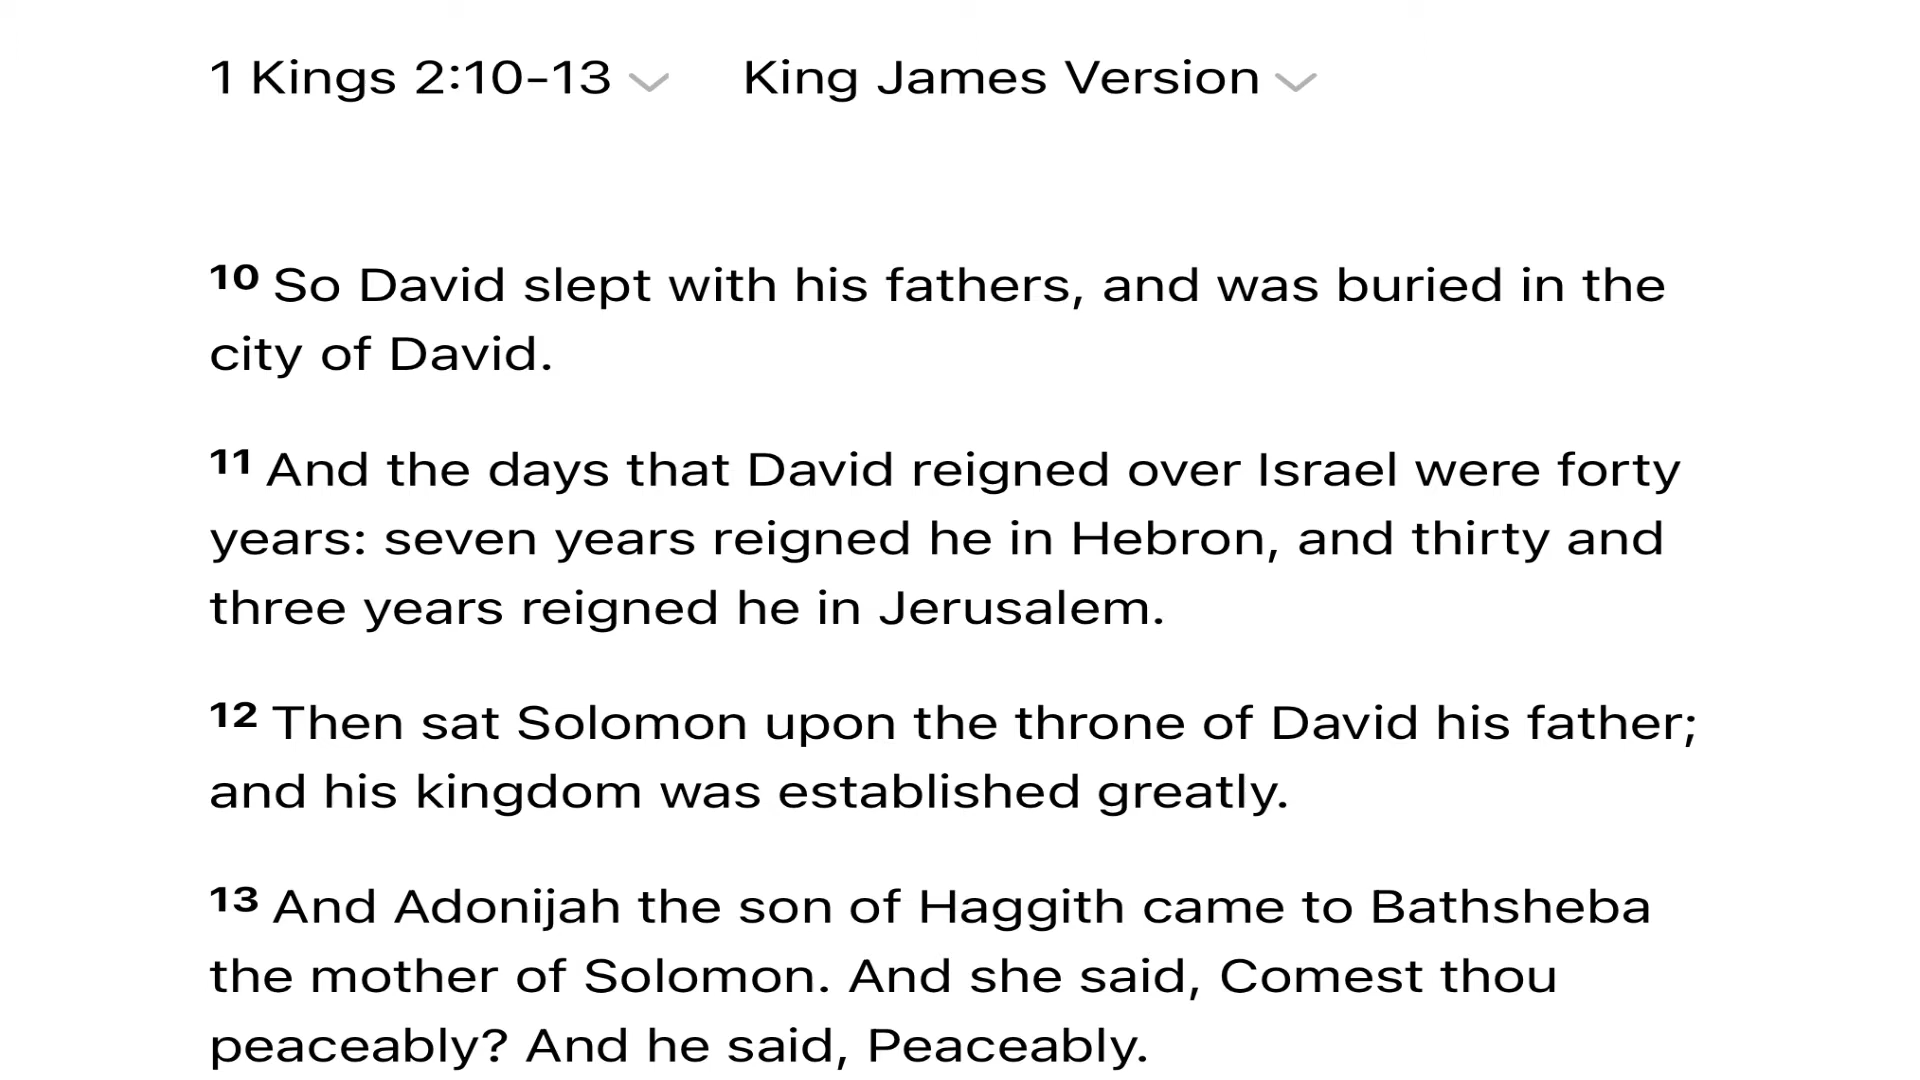 1 Kings 2:10-13 King James Version
10 So David slept with his fathers, and was buried in the
city of David.
11 And the days that David reigned over Israel were forty
years: seven years reigned he in Hebron, and thirty and
three years reigned he in Jerusalem.
12 Then sat Solomon upon the throne of David his father;
and his kingdom was established greatly.
13 And Adonijah the son of Haggith came to Bathsheba
the mother of Solomon. And she said, Comest thou
peaceably? And he said, Peaceably.